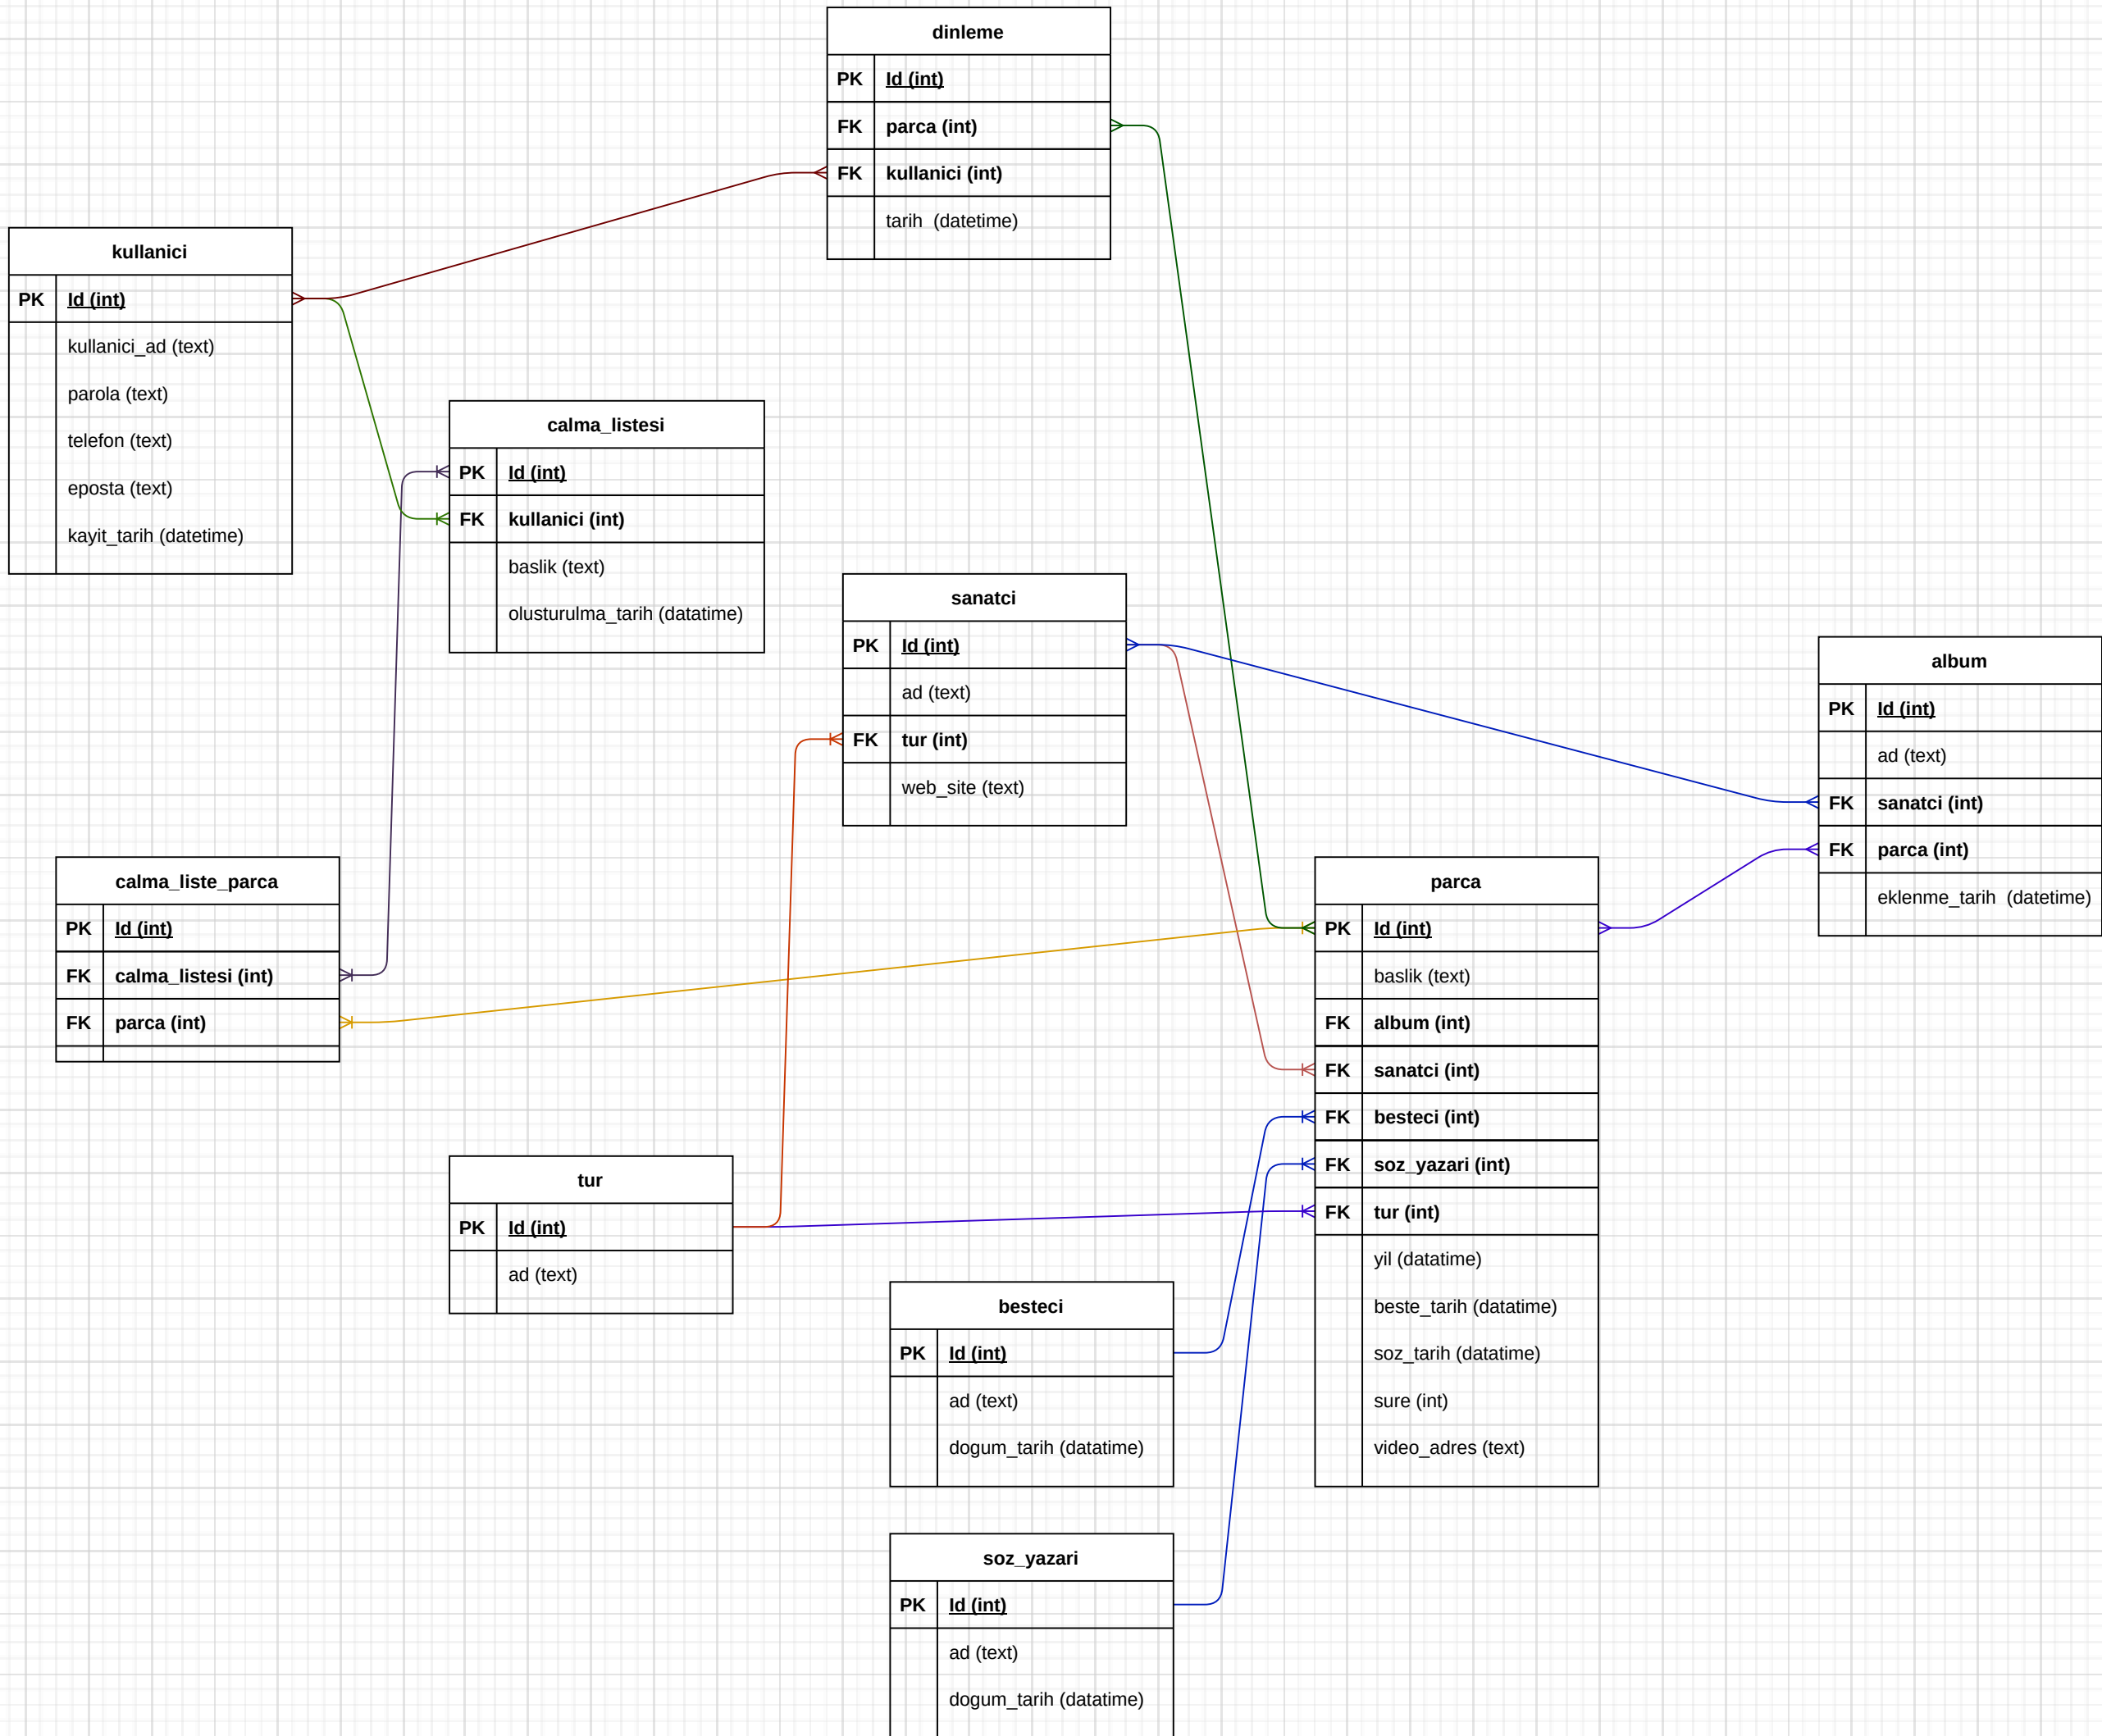 dinleme
PK Id (int)
FK parca (int)
FK kullanici (int)
tarih (datetime)
kullanici
PK Id (int)
kullanici_ad (text)
parola (text)
telefon (text)
eposta (text)
kayit_tarih (datetime)
calma_listesi
PK Id (int)
FK kullanici (int)
baslik (text)
olusturulma_tarih (datatime)
sanatci
PK Id (int)
ad (text)
FK tur (int)
web_site (text)
album
PK Id (int)
ad (text)
FK sanatci (int)
FK parca (int)
eklenme_tarih (datetime)
calma_liste_parca
PK Id (int)
FK calma_listesi (int)
FK parca (int)
parca
PK Id (int)
baslik (text)
FK album (int)
FK sanatci (int)
FK besteci (int)
FK soz_yazari (int)
FK tur (int)
yil (datatime)
beste_tarih (datatime)
soz_tarih (datatime)
sure (int)
video_adres (text)
tur
PK Id (int)
ad (text)
besteci
PK Id (int)
ad (text)
dogum_tarih (datatime)
soz_yazari
PK Id (int)
ad (text)
dogum_tarih (datatime)